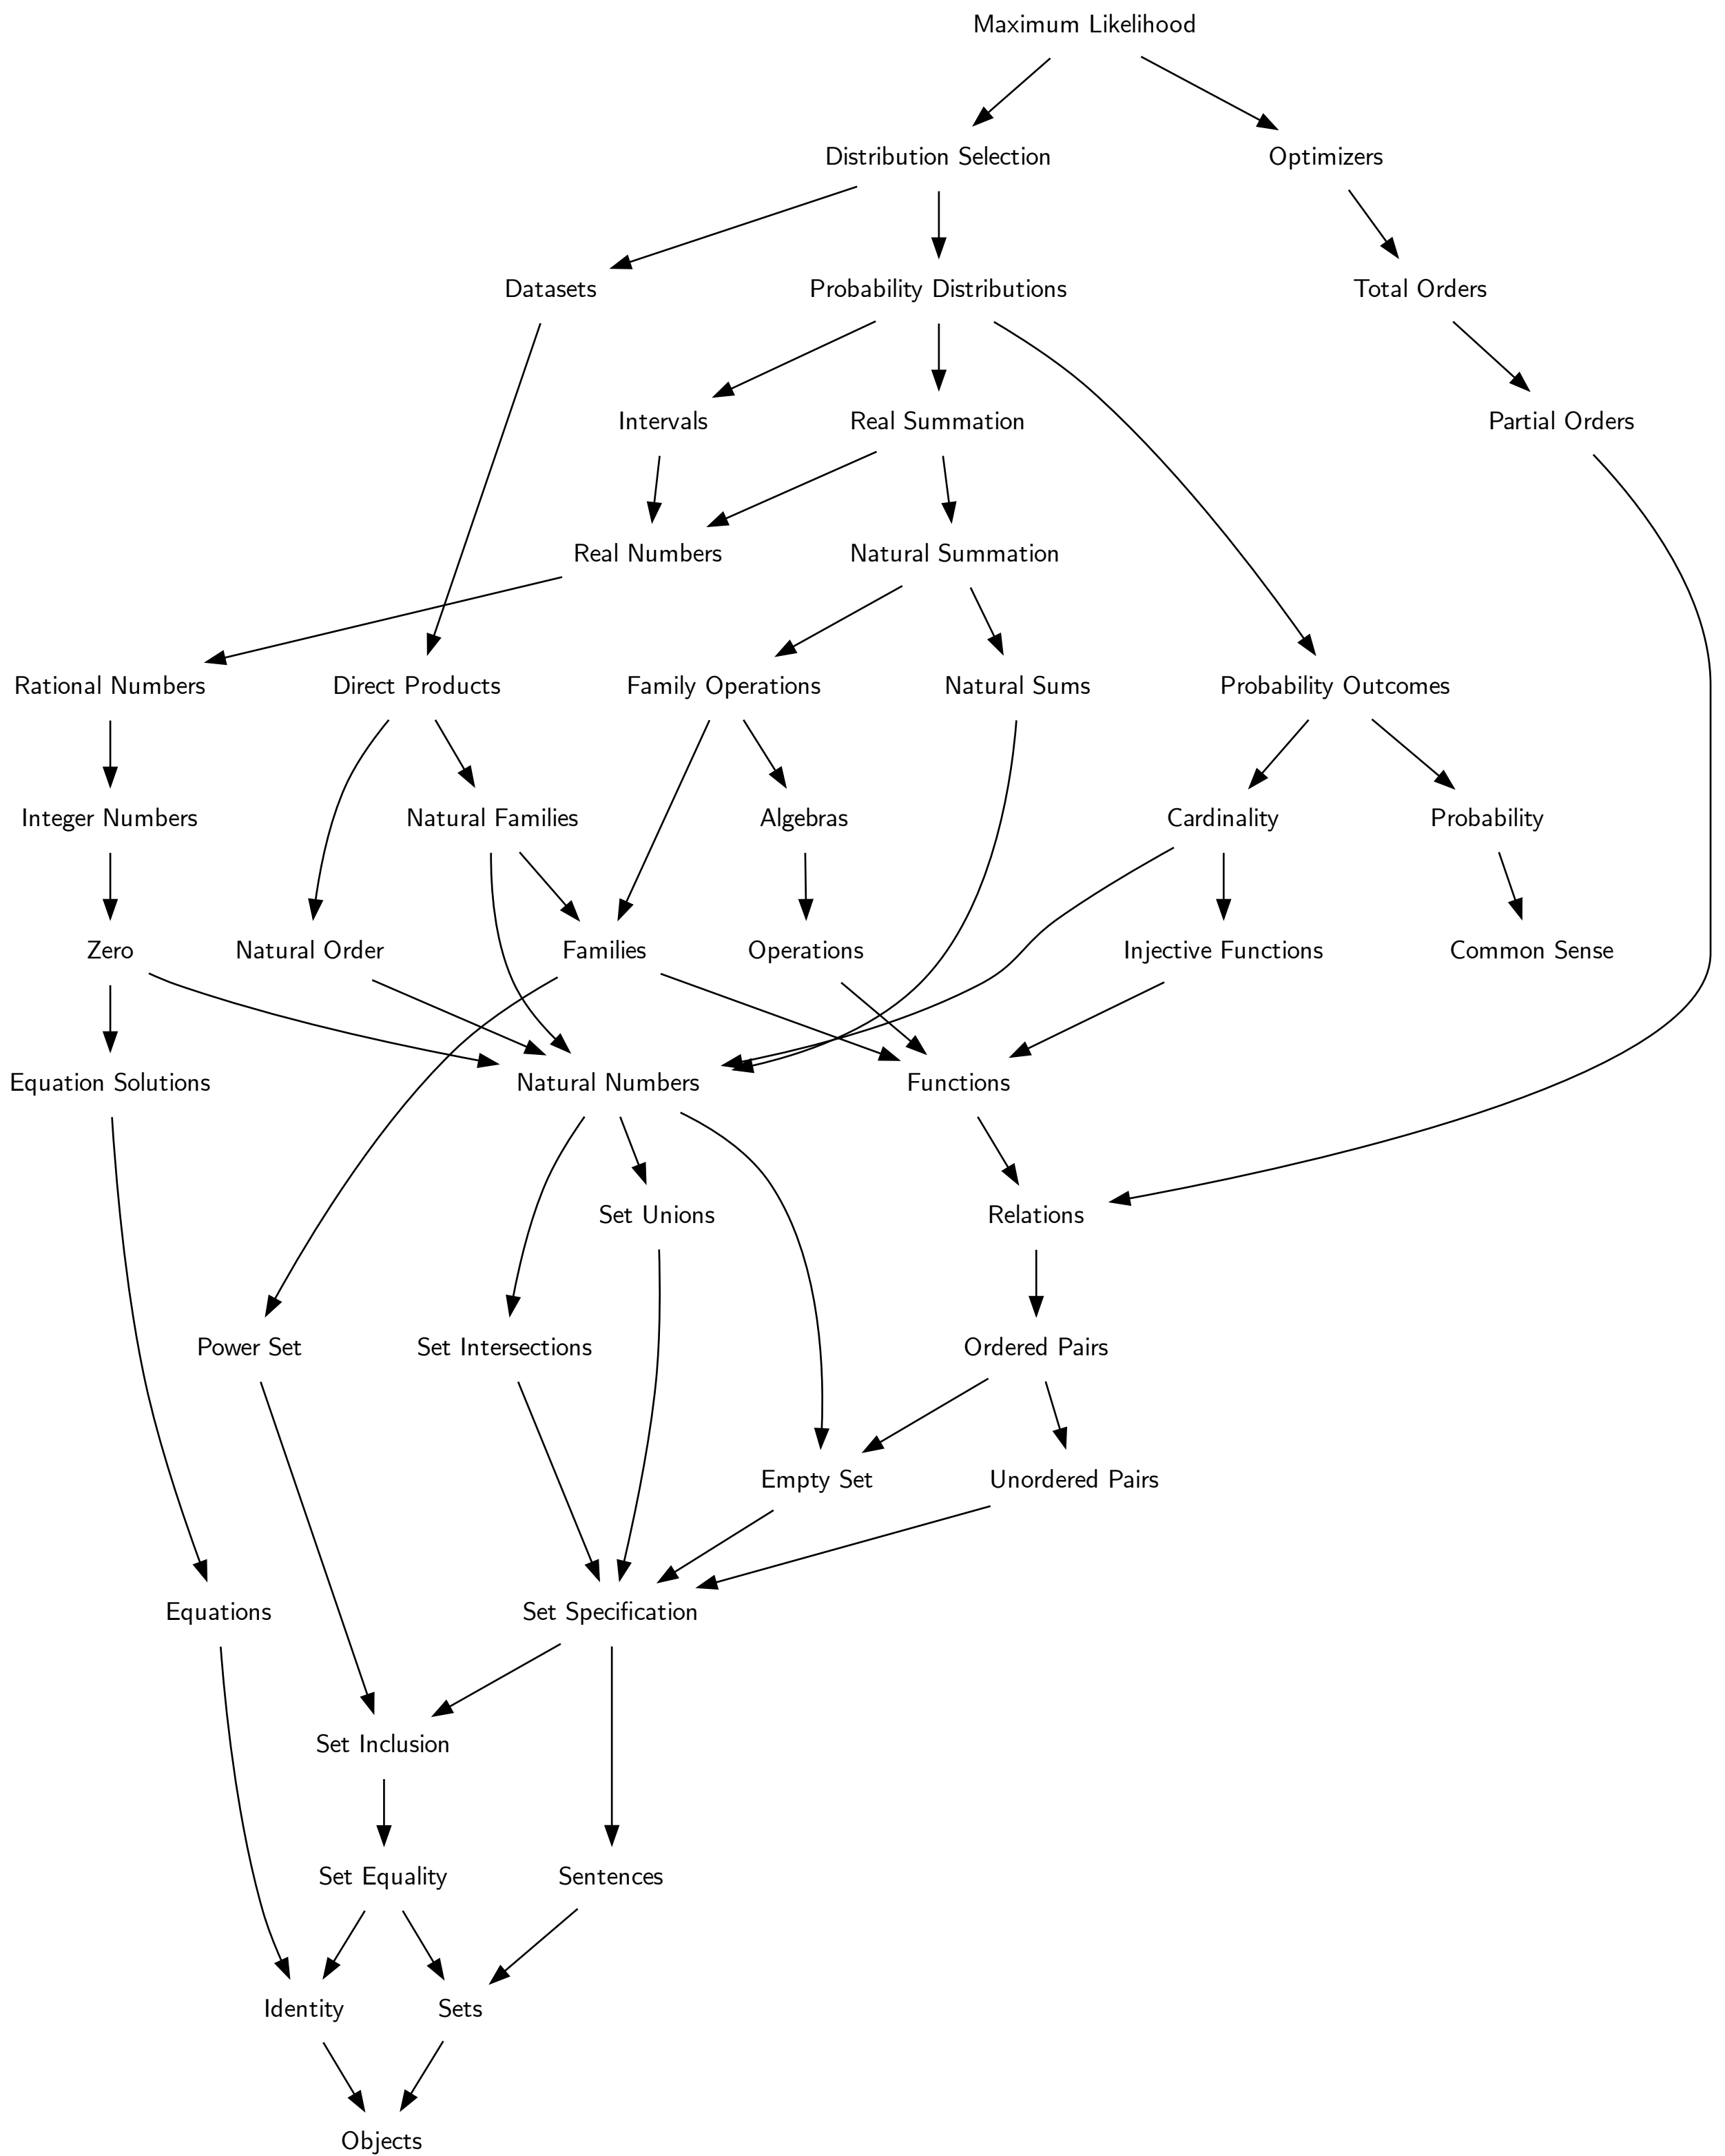 Maximum Likelihood
Distribution Selection
Optimizers
Datasets
Probability Distributions
Total Orders
Intervals
Real Summation
Partial Orders
Real Numbers
Natural Summation
Rational Numbers
Direct Products
Family Operations
Natural Sums
Probability Outcomes
Integer Numbers
Natural Families
Algebras
Cardinality
Probability
Zero
Natural Order
Families
Operations
Injective Functions
Common Sense
Equation Solutions
Natural Numbers
Functions
Set Unions
Relations
Power Set
Set Intersections
Ordered Pairs
Empty Set
Unordered Pairs
Equations
Set Specification
Set Inclusion
Set Equality
Sentences
Identity
Sets
Objects